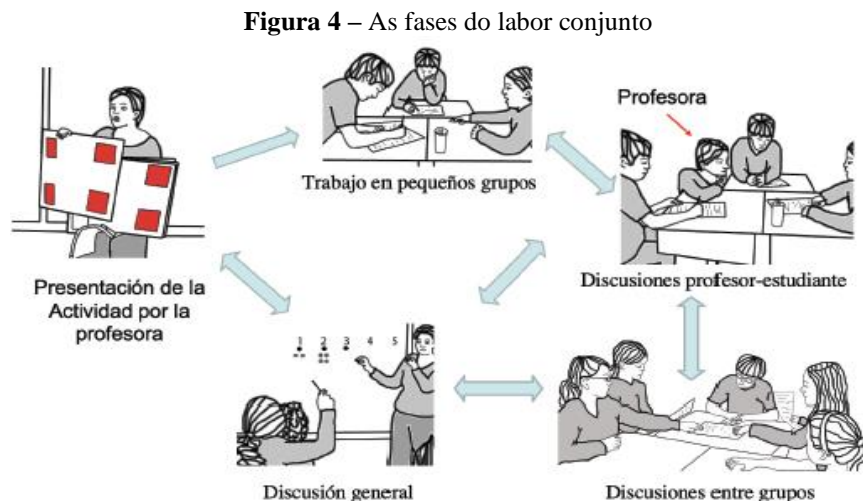 Figura 4 – As fases do labor conjunto
Profesora
Trabajo en pequeños grupos
Presentación de la
Actividad por la
profesora
Discusiones profesor-estudiante
1 2 3 4 5
Discusión general
Discusiones entre grupos